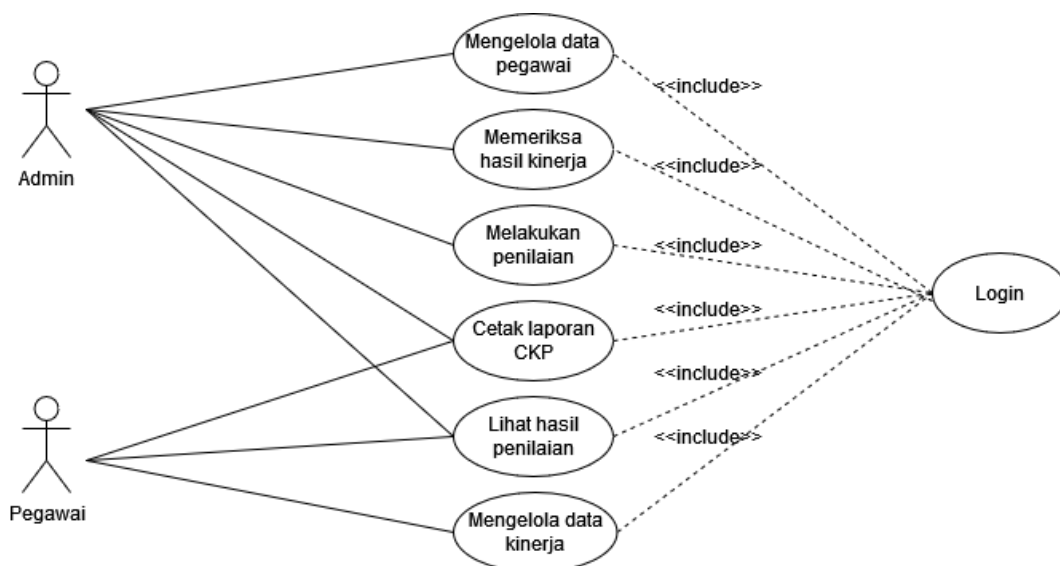 Mengelola data
pegawai
<<include>>
Admin
Memeriksa
hasil kinerja
<<include>>
Melakukan
penilaian
<<include>>
Login
Cetak laporan
CKP
<<include>>
Lihat hasil
penilaian
<<include>>
Pegawai
Mengelola data
kinerja
<<include>>